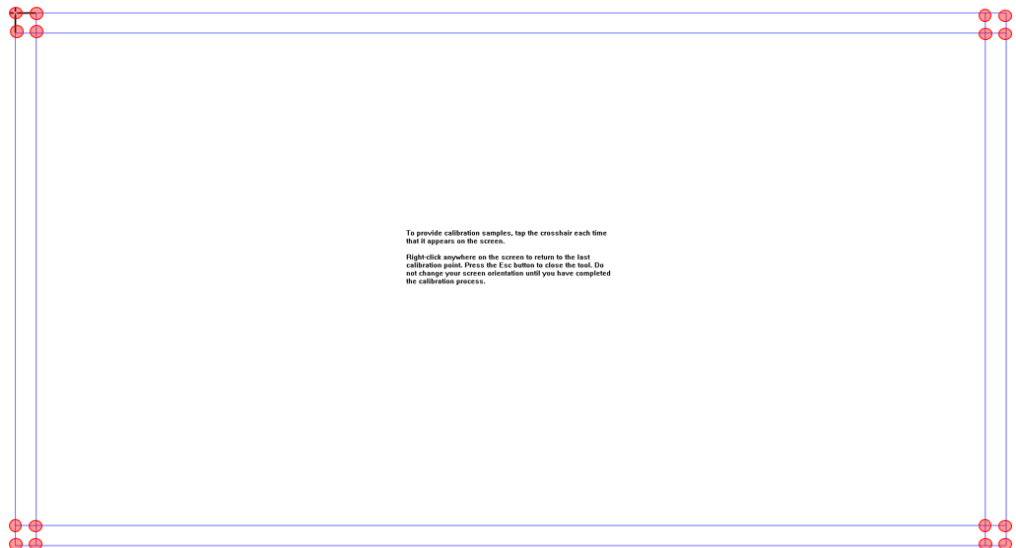 To provide calibration samples, tap the crosshair each time
that it appears on the screen.
Right-click anywhere on the screen to return to the last
calibration point. Press the Esc button to close the tool. Do
not change your screen orientation until you have completed
the calibration process.